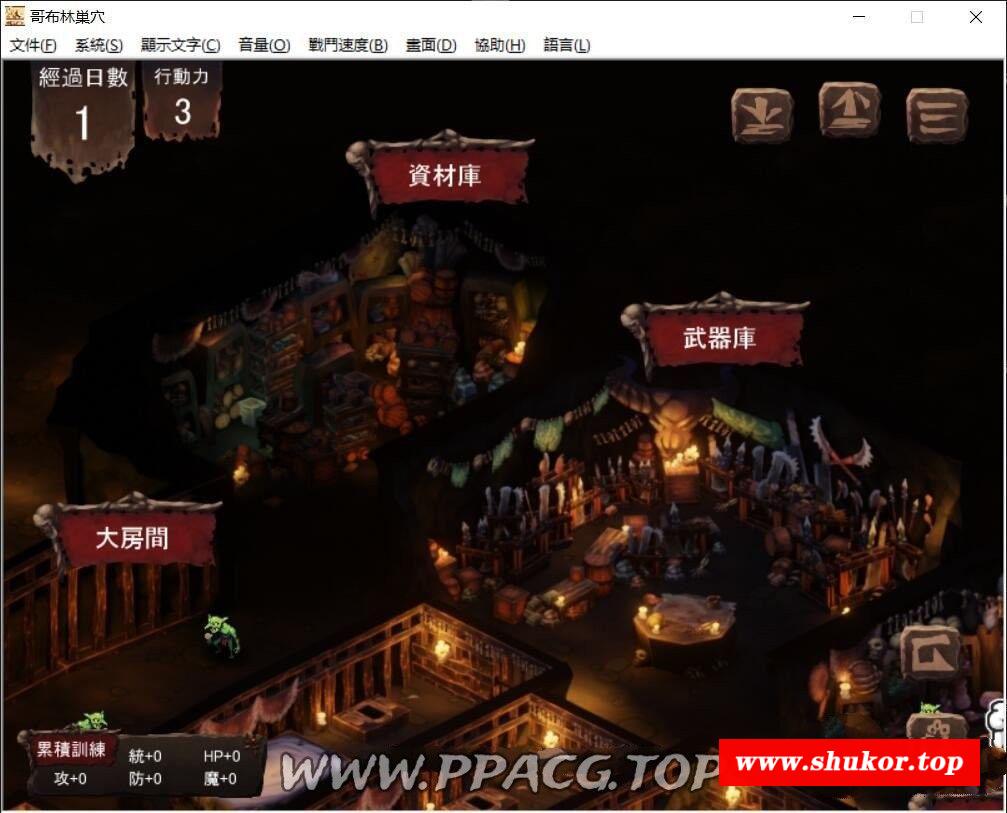 哥布林巢穴
文件(F) 系統(S) 顯示文字(C) 音量(O) 戰鬥速度(B) 畫面(D) 協助(H) 語言(L)
經過日數 行動力
1 3
資材庫
武器庫
大房間
累積訓練 統+0 HP+0
攻+0 防+0 魔+0
WWW.PPACG.TOP
www.shukor.top